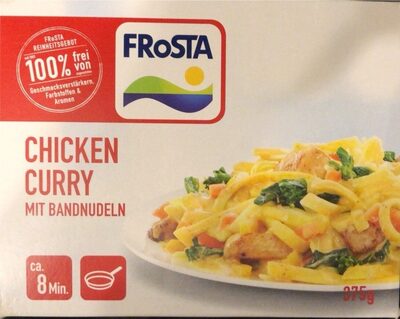 FRoSTA
REINHEITSGEBOT
100% frei
von
Geschmacksverstärkern,
Farbstoffen &
Aromen
FRoSTA
CHICKEN
CURRY
MIT BANDNUDELN
ca.
8 Min.
375g